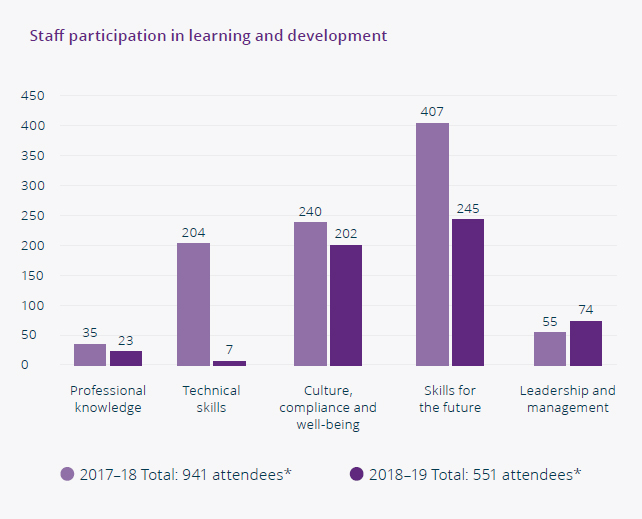 Staff participation in learning and development
450
400
350
300
250
200
150
100
50
0
35
23
204
7
240
202
407
245
55
74
Professional
knowledge
Technical
skills
Culture,
compliance and
well-being
Skills for
the future
Leadership and
management
2017–18 Total: 941 attendees*
2018–19 Total: 551 attendees*